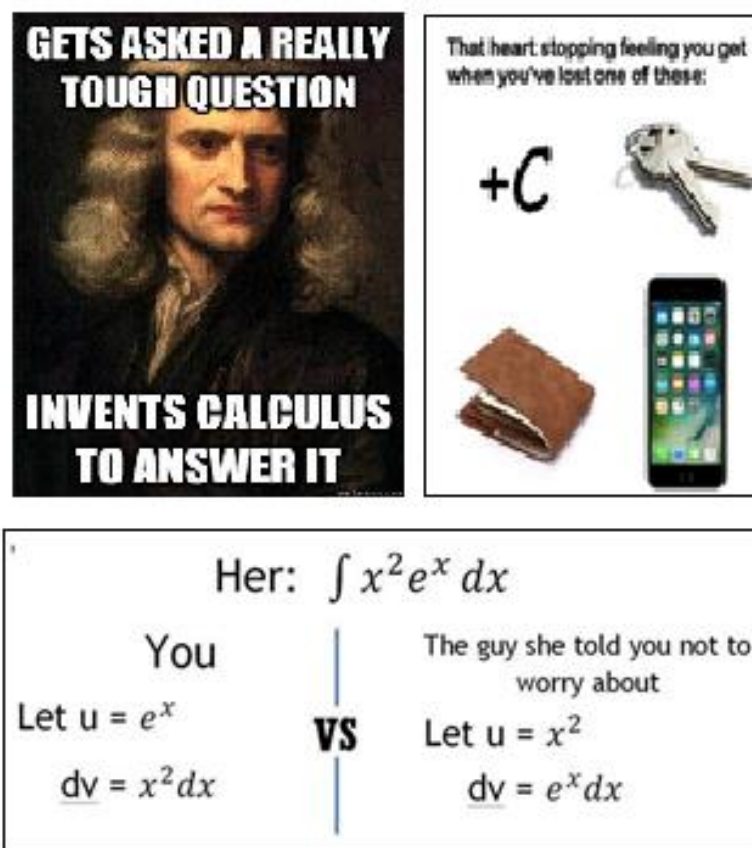 GETS ASKED A REALLY
TOUGH QUESTION
INVENTS CALCULUS
TO ANSWER IT
That heart stopping feeling you get
when you've lost one of these:
+C
Her: ∫ x²eˣ dx
You
Let u = eˣ
dv = x²dx
VS
The guy she told you not to
worry about
Let u = x²
dv = eˣdx